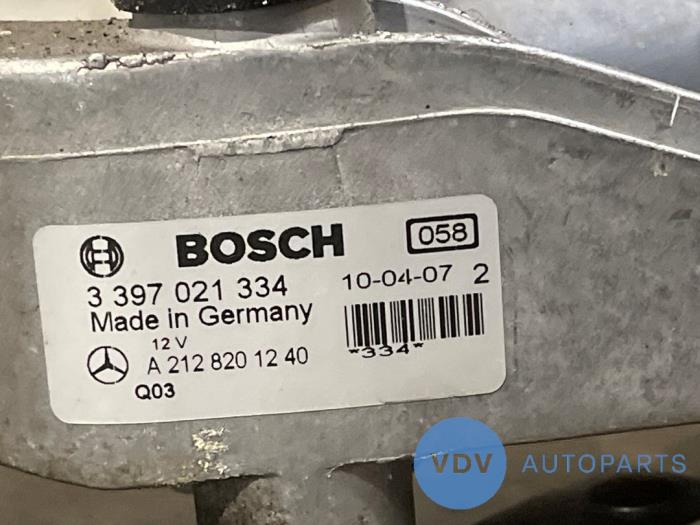 BOSCH 058
3 397 021 334 10-04-07 2
Made in Germany
12 V
*334*
A 212 820 12 40
Q03
VDV AUTOPARTS